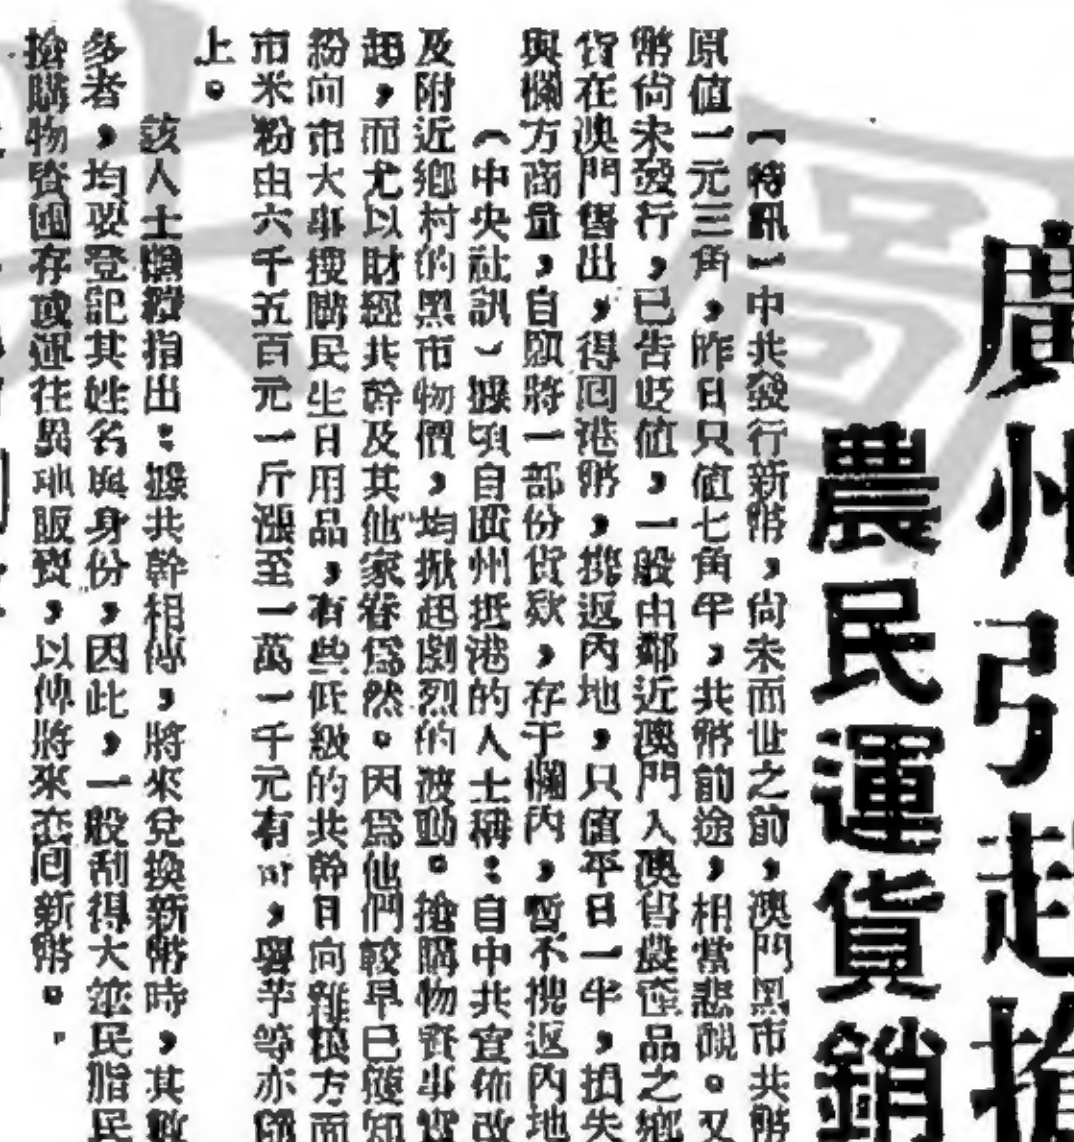 廣州引起搶
農民運貨銷
【特訊】中共發行新幣，尚未面世之前，澳門黑市共幣
原值一元三角，昨日只值七角半，共幣前途，相當悲觀。又
幣尚未發行，已告貶值，一般由鄰近澳門入澳售農產品之鄉
貨在澳門售出，得回港幣，携返內地，只值平日一半，損失
與欄方商量，自願將一部份貨款，存于欄內，暫不携返內地
（中央社訊）據頃自廣州抵港的人士稱：自中共宣佈改
及附近鄉村的黑市物價，均掀起劇烈的波動。搶購物資事實
起，而尤以財經共幹及其他家眷爲然。因爲他們較早已獲知
粉向市大事搜購民生日用品，有些低級的共幹日向雜糧方面
市米粉由六千五百元一斤漲至一萬一千元有奇，薯芋等亦
上。
該人士指出：據共幹相傳，將來兌換新幣時，其數
多者，均要登記其姓名與身份，因此，一般刮得大筆民脂民
搶購物資囤存或運往異地販賣，以俾將來套回新幣。